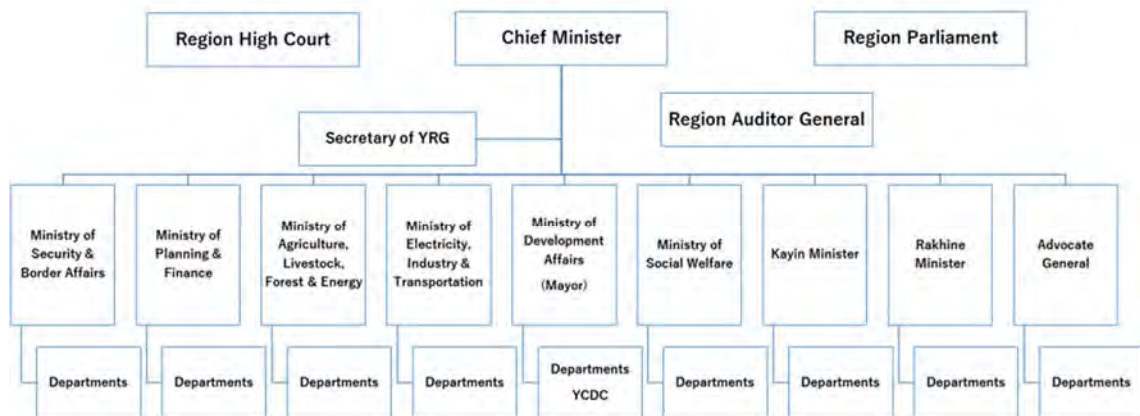 Region High Court
Chief Minister
Region Parliament
Region Auditor General
Secretary of YRG
Ministry of
Security &
Border Affairs
Ministry of
Planning &
Finance
Ministry of
Agriculture,
Livestock,
Forest & Energy
Ministry of
Electricity,
Industry &
Transportation
Ministry of
Development
Affairs
(Mayor)
Ministry of
Social Welfare
Kayin Minister
Rakhine
Minister
Advocate
General
Departments
Departments
Departments
Departments
Departments
YCDC
Departments
Departments
Departments
Departments